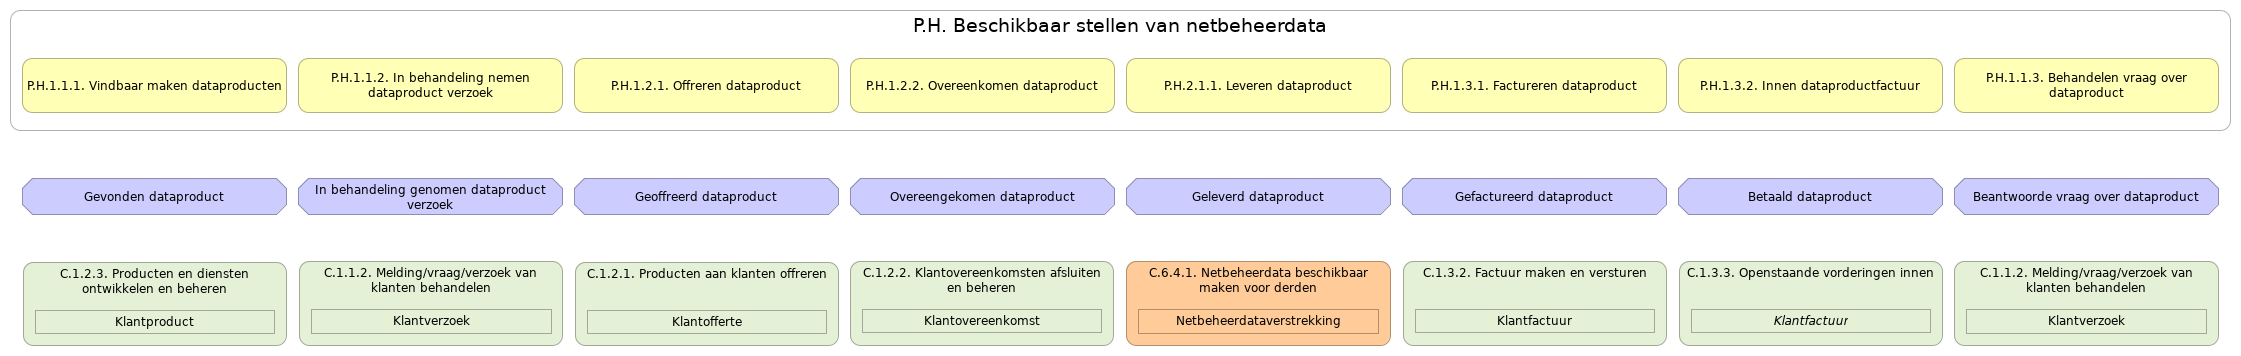 P.H. Beschikbaar stellen van netbeheerdata
P.H.1.1.1. Vindbaar maken dataproducten
P.H.1.1.2. In behandeling nemen
dataproduct verzoek
P.H.1.2.1. Offreren dataproduct
P.H.1.2.2. Overeenkomen dataproduct
P.H.2.1.1. Leveren dataproduct
P.H.1.3.1. Factureren dataproduct
P.H.1.3.2. Innen dataproductfactuur
P.H.1.1.3. Behandelen vraag over
dataproduct
Gevonden dataproduct
In behandeling genomen dataproduct
verzoek
Geoffreerd dataproduct
Overeengekomen dataproduct
Geleverd dataproduct
Gefactureerd dataproduct
Betaald dataproduct
Beantwoorde vraag over dataproduct
C.1.2.3. Producten en diensten
ontwikkelen en beheren
Klantproduct
C.1.1.2. Melding/vraag/verzoek van
klanten behandelen
Klantverzoek
C.1.2.1. Producten aan klanten offreren
Klantofferte
C.1.2.2. Klantovereenkomsten afsluiten
en beheren
Klantovereenkomst
C.6.4.1. Netbeheerdata beschikbaar
maken voor derden
Netbeheerdataverstrekking
C.1.3.2. Factuur maken en versturen
Klantfactuur
C.1.3.3. Openstaande vorderingen innen
Klantfactuur
C.1.1.2. Melding/vraag/verzoek van
klanten behandelen
Klantverzoek